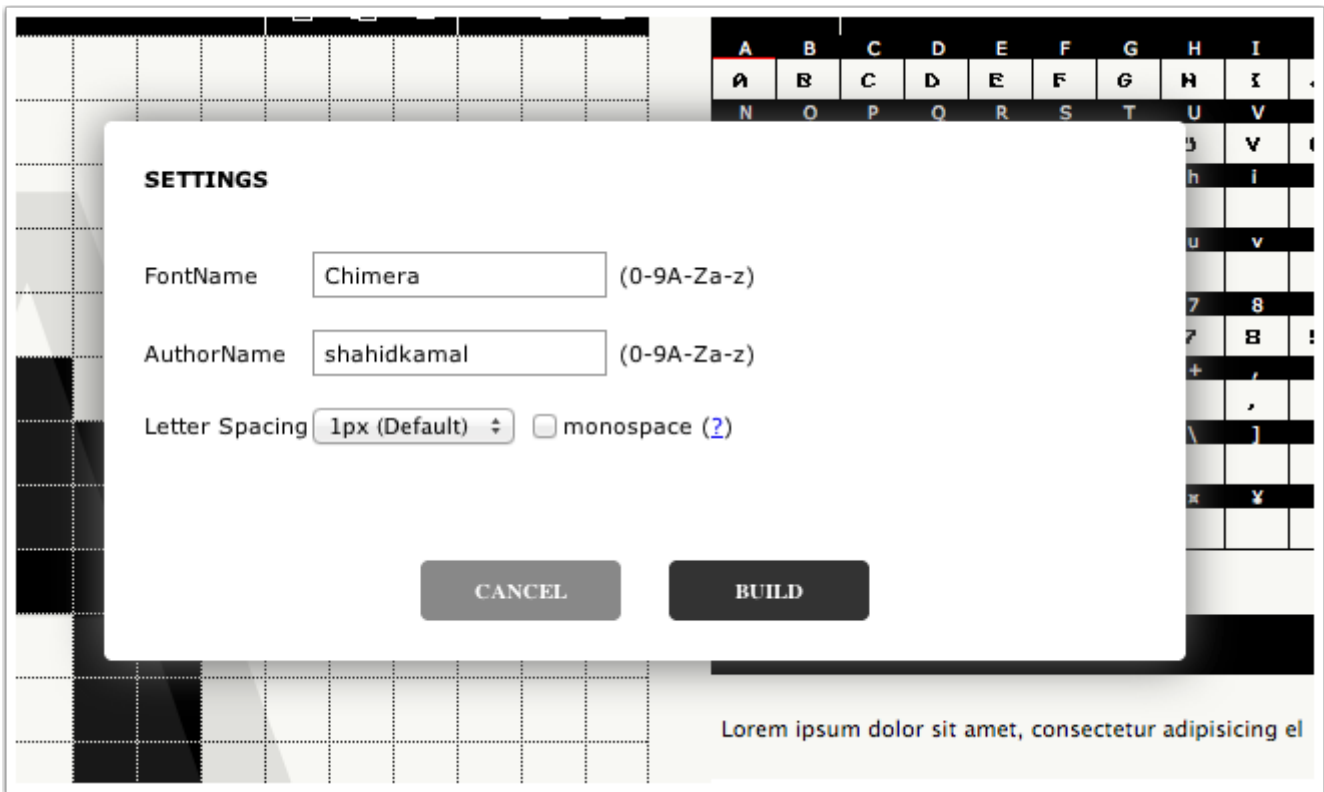 A B C D E F G H I
A B C D E F G H I
N O P Q R S T U V
U V
SETTINGS
h i
u v
FontName Chimera (0-9A-Za-z)
7 8
7 8
AuthorName shahidkamal (0-9A-Za-z)
+ ,
,
Letter Spacing 1px (Default) monospace (?)
\ ]
× ¥
CANCEL BUILD
Lorem ipsum dolor sit amet, consectetur adipisicing el